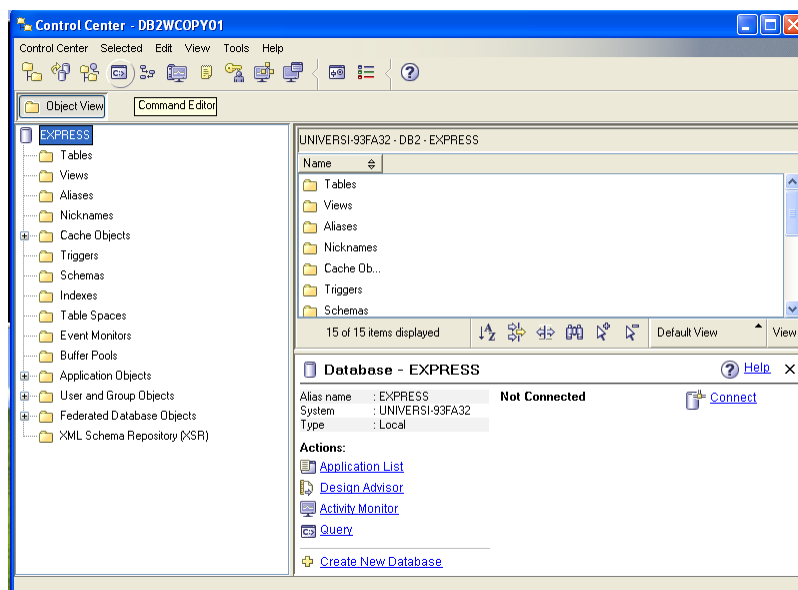 Control Center - DB2WCOPY01
Control Center Selected Edit View Tools Help
Object View
Command Editor
EXPRESS
Tables
Views
Aliases
Nicknames
Cache Objects
Triggers
Schemas
Indexes
Table Spaces
Event Monitors
Buffer Pools
Application Objects
User and Group Objects
Federated Database Objects
XML Schema Repository (XSR)
UNIVERSI-93FA32 - DB2 - EXPRESS
Name
Tables
Views
Aliases
Nicknames
Cache Ob...
Triggers
Schemas
15 of 15 items displayed Default View View
Database - EXPRESS Help
Alias name : EXPRESS Not Connected Connect
System : UNIVERSI-93FA32
Type : Local
Actions:
Application List
Design Advisor
Activity Monitor
Query
Create New Database